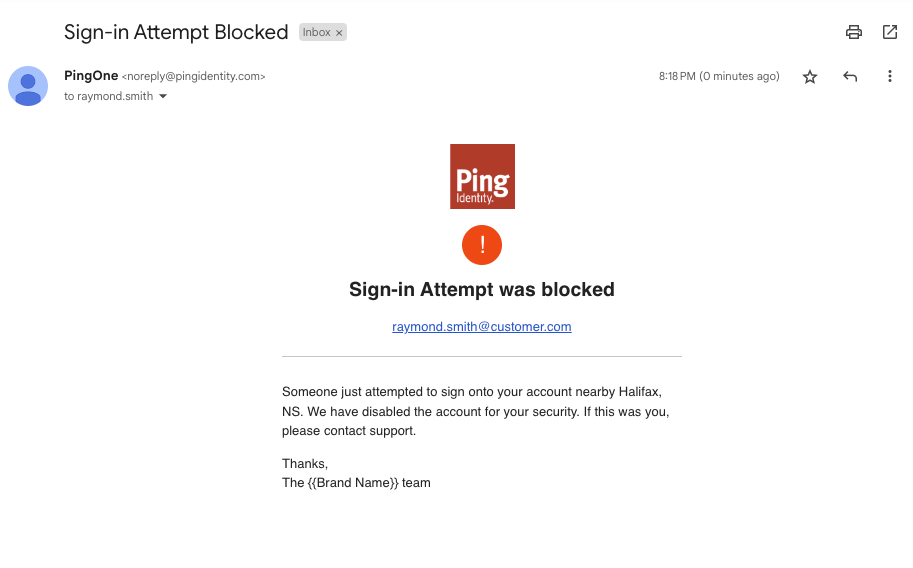 Sign-in Attempt Blocked Inbox ×
PingOne <noreply@pingidentity.com> 8:18 PM (0 minutes ago)
to raymond.smith
Ping
Identity.
!
Sign-in Attempt was blocked
raymond.smith@customer.com
Someone just attempted to sign onto your account nearby Halifax,
NS. We have disabled the account for your security. If this was you,
please contact support.
Thanks,
The {{Brand Name}} team